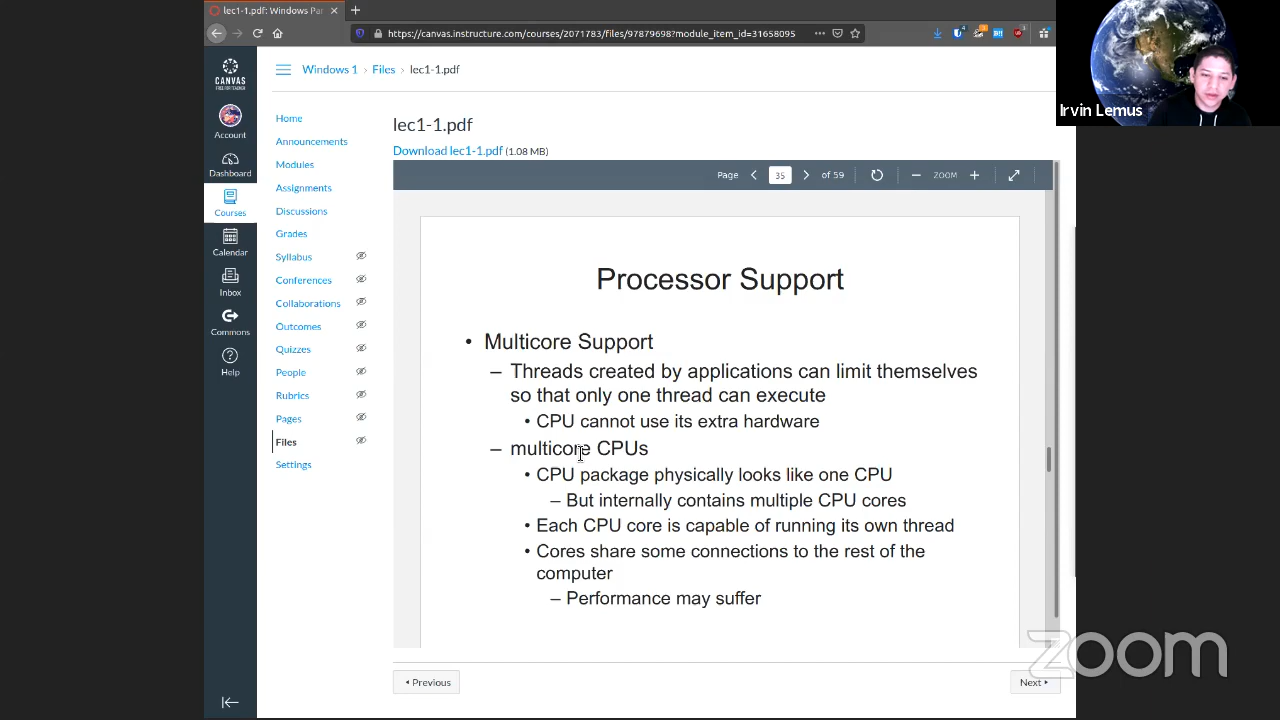 lec1-1.pdf: Windows Par
https://canvas.instructure.com/courses/2071783/files/97879698?module_item_id=31658095
Irvin Lemus
CANVAS
FREE FOR TEACHER
Account
Dashboard
Courses
Calendar
Inbox
Commons
Help
Windows 1 › Files › lec1-1.pdf
Home
Announcements
Modules
Assignments
Discussions
Grades
Syllabus
Conferences
Collaborations
Outcomes
Quizzes
People
Rubrics
Pages
Files
Settings
lec1-1.pdf
Download lec1-1.pdf (1.08 MB)
Page 35 of 59 ZOOM
Processor Support
• Multicore Support
– Threads created by applications can limit themselves
so that only one thread can execute
• CPU cannot use its extra hardware
– multicore CPUs
• CPU package physically looks like one CPU
– But internally contains multiple CPU cores
• Each CPU core is capable of running its own thread
• Cores share some connections to the rest of the
computer
– Performance may suffer
Previous
Next
zoom